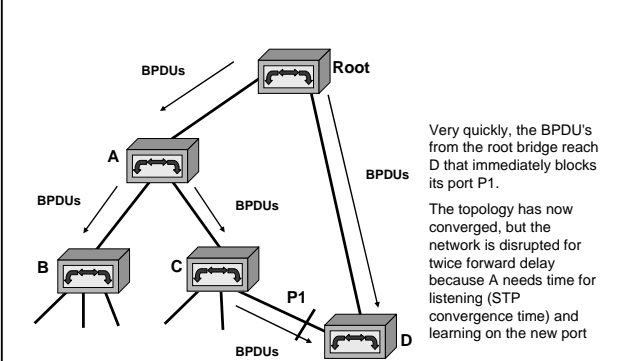 BPDUs
Root
A
BPDUs
BPDUs
BPDUs
B
C
P1
D
BPDUs
Very quickly, the BPDU's
from the root bridge reach
D that immediately blocks
its port P1.
The topology has now
converged, but the
network is disrupted for
twice forward delay
because A needs time for
listening (STP
convergence time) and
learning on the new port